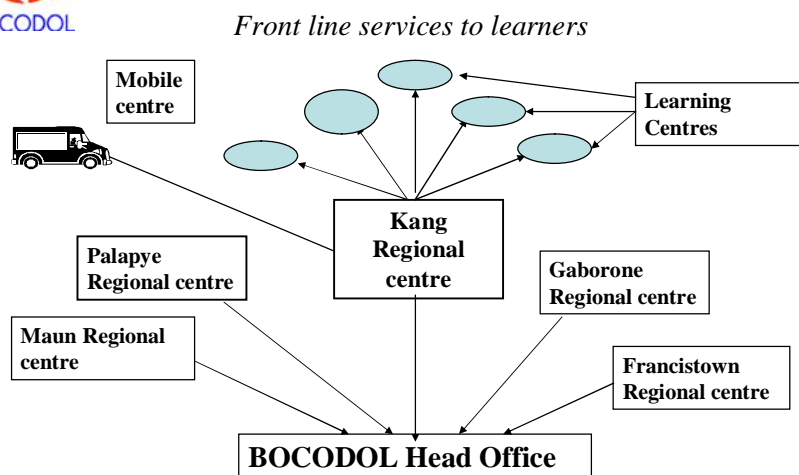 CODOL
Front line services to learners
Mobile
centre
Learning
Centres
Kang
Regional
centre
Palapye
Regional centre
Gaborone
Regional centre
Maun Regional
centre
Francistown
Regional centre
BOCODOL Head Office